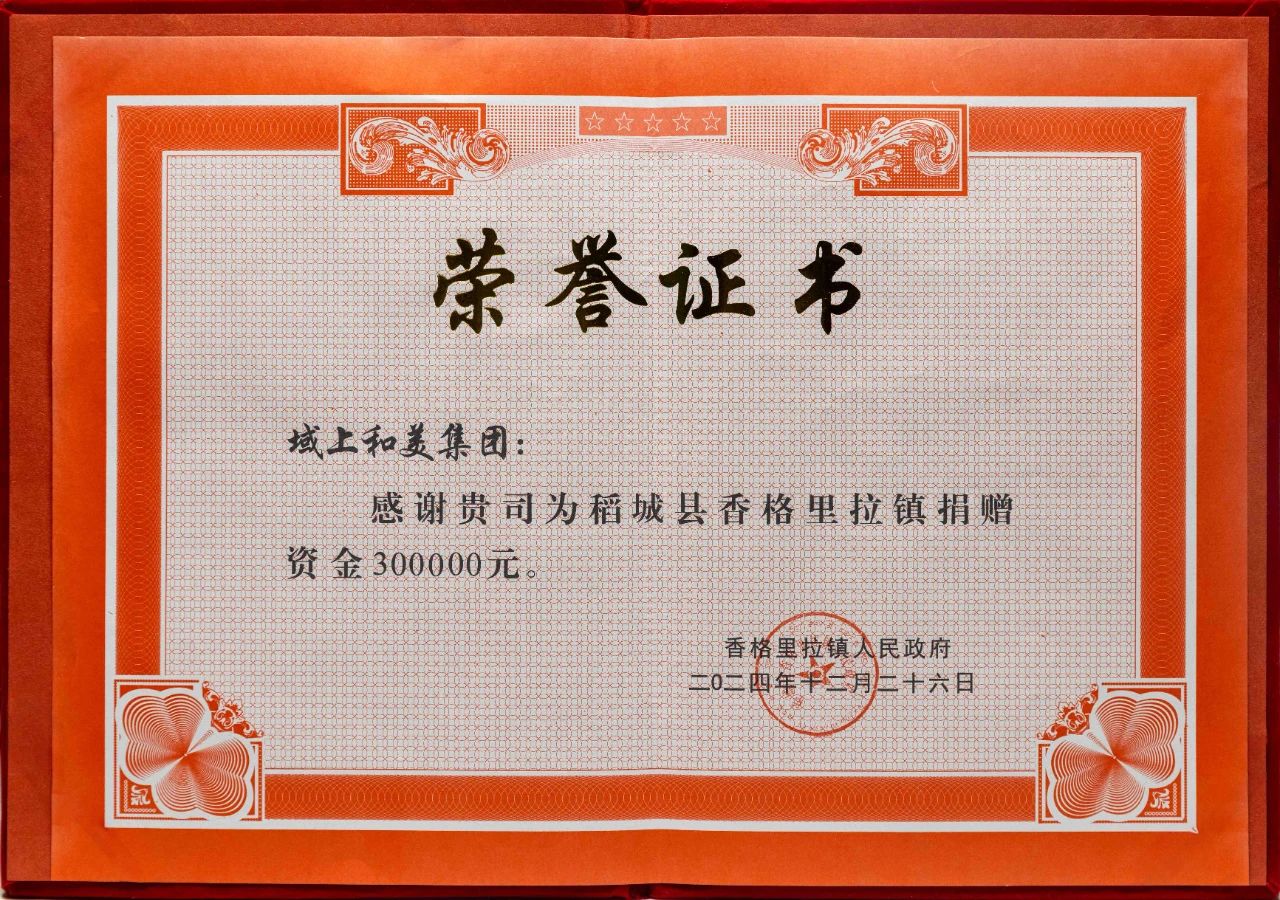 荣誉证书
域上和美集团：
感谢贵司为稻城县香格里拉镇捐赠
资金300000元。
香格里拉镇人民政府
二0二四年十二月二十六日